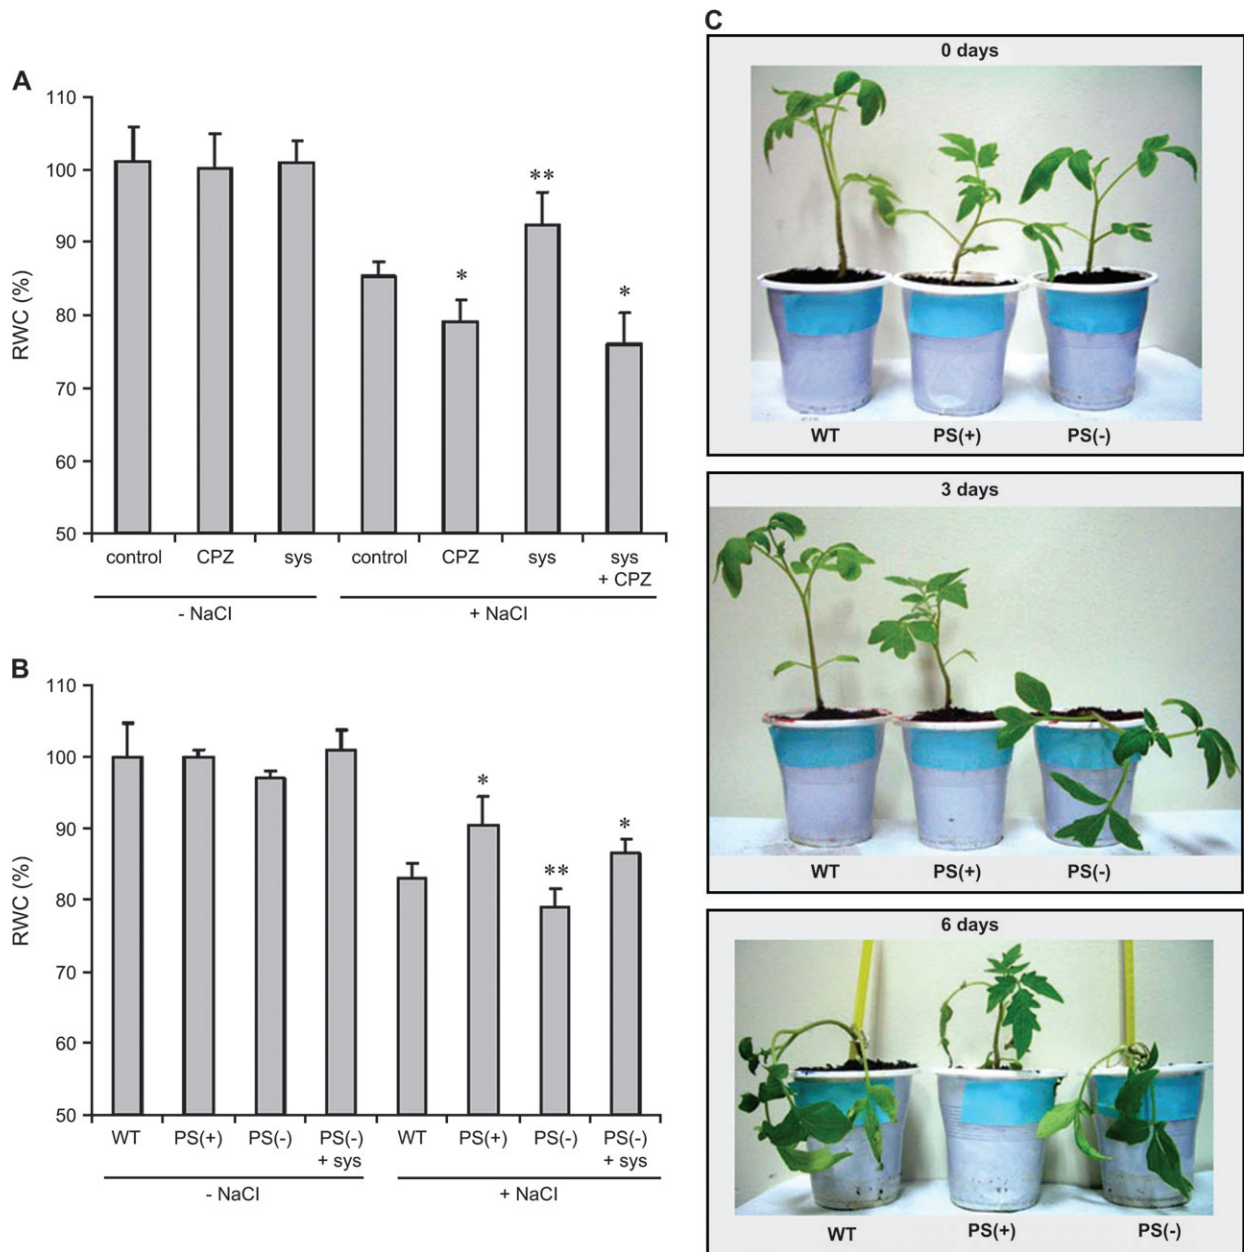 A
110
100
90
80
70
60
50
RWC (%)
*
**
*
control CPZ sys control CPZ sys sys + CPZ
- NaCl + NaCl
B
110
100
90
80
70
60
50
RWC (%)
*
**
*
WT PS(+) PS(-) PS(-) + sys WT PS(+) PS(-) PS(-) + sys
- NaCl + NaCl
C
0 days
WT PS(+) PS(-)
3 days
WT PS(+) PS(-)
6 days
WT PS(+) PS(-)